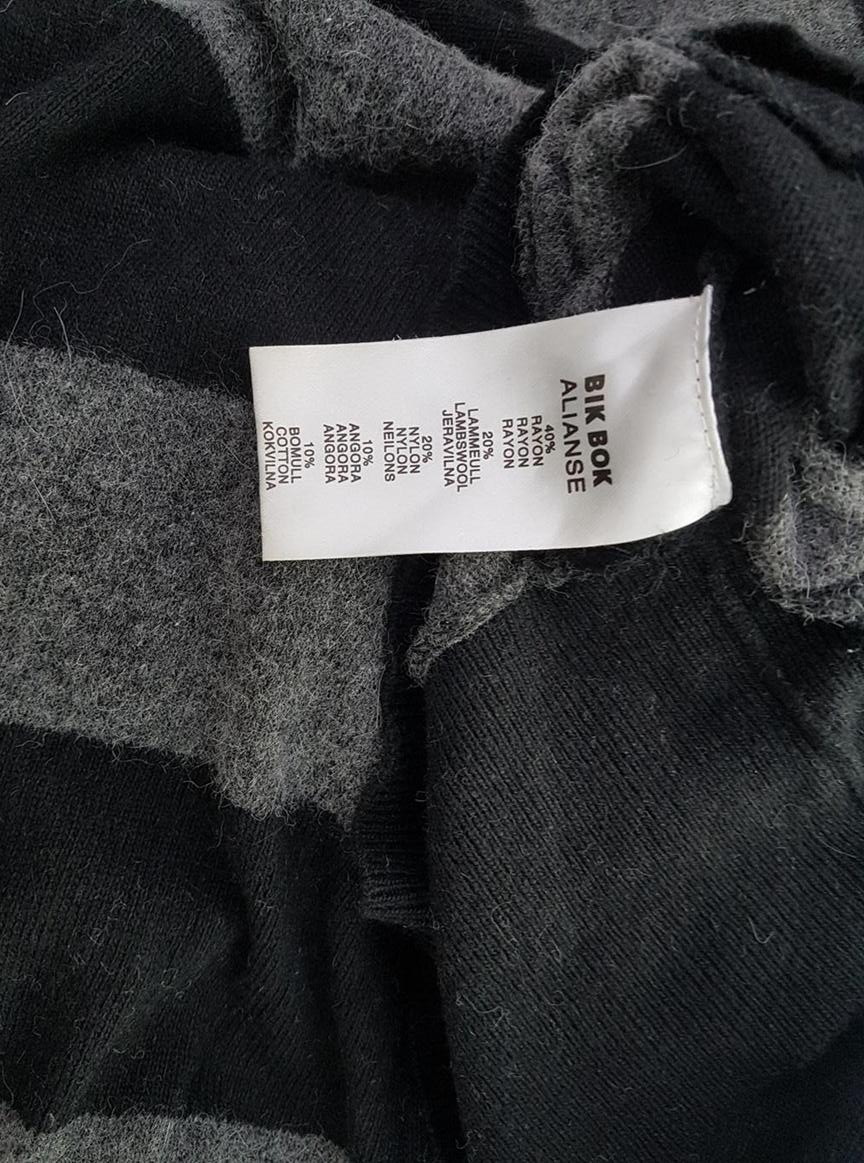 BIK BOK
ALIANSE
40%
RAYON
RAYON
RAYON
20%
LAMMEULL
LAMBSWOOL
JERAVILNA
20%
NYLON
NYLON
NEILONS
10%
ANGORA
ANGORA
ANGORA
10%
BOMULL
COTTON
KOKVILNA